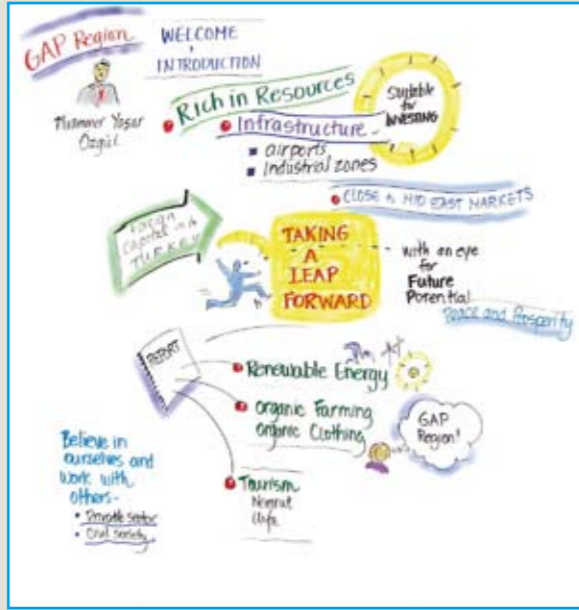 GAP Region
WELCOME
+
INTRODUCTION
Muammer Yaşar
Özgül
Rich in Resources
Infrastructure
airports
industrial zones
Suitable
for
INVESTING
CLOSE to MID EAST MARKETS
Foreign
Capital in
TURKEY
TAKING
A
LEAP
FORWARD
with an eye
for
Future
Potential
Peace and Prosperity
REPORT
Renewable Energy
organic Farming
organic Clothing
GAP
Region!
Tourism
Nemrut
Urfa
Believe in
ourselves and
work with
others-
Private sector
Civil society